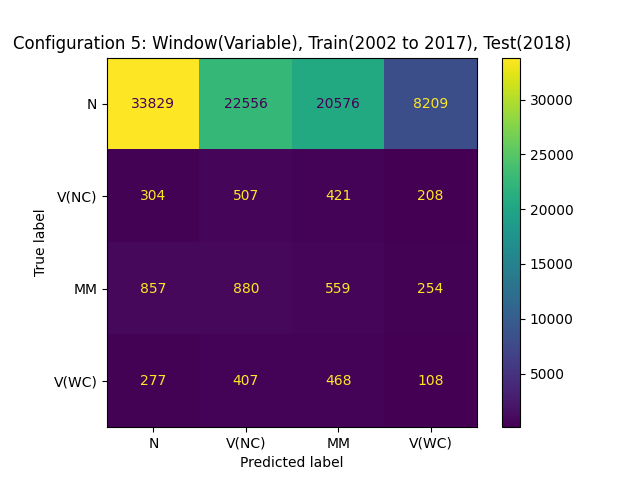 Configuration 5: Window(Variable), Train(2002 to 2017), Test(2018)
N 33829 22556 20576 8209
V(NC) 304 507 421 208
MM 857 880 559 254
V(WC) 277 407 468 108
N V(NC) MM V(WC)
Predicted label
True label
30000
25000
20000
15000
10000
5000